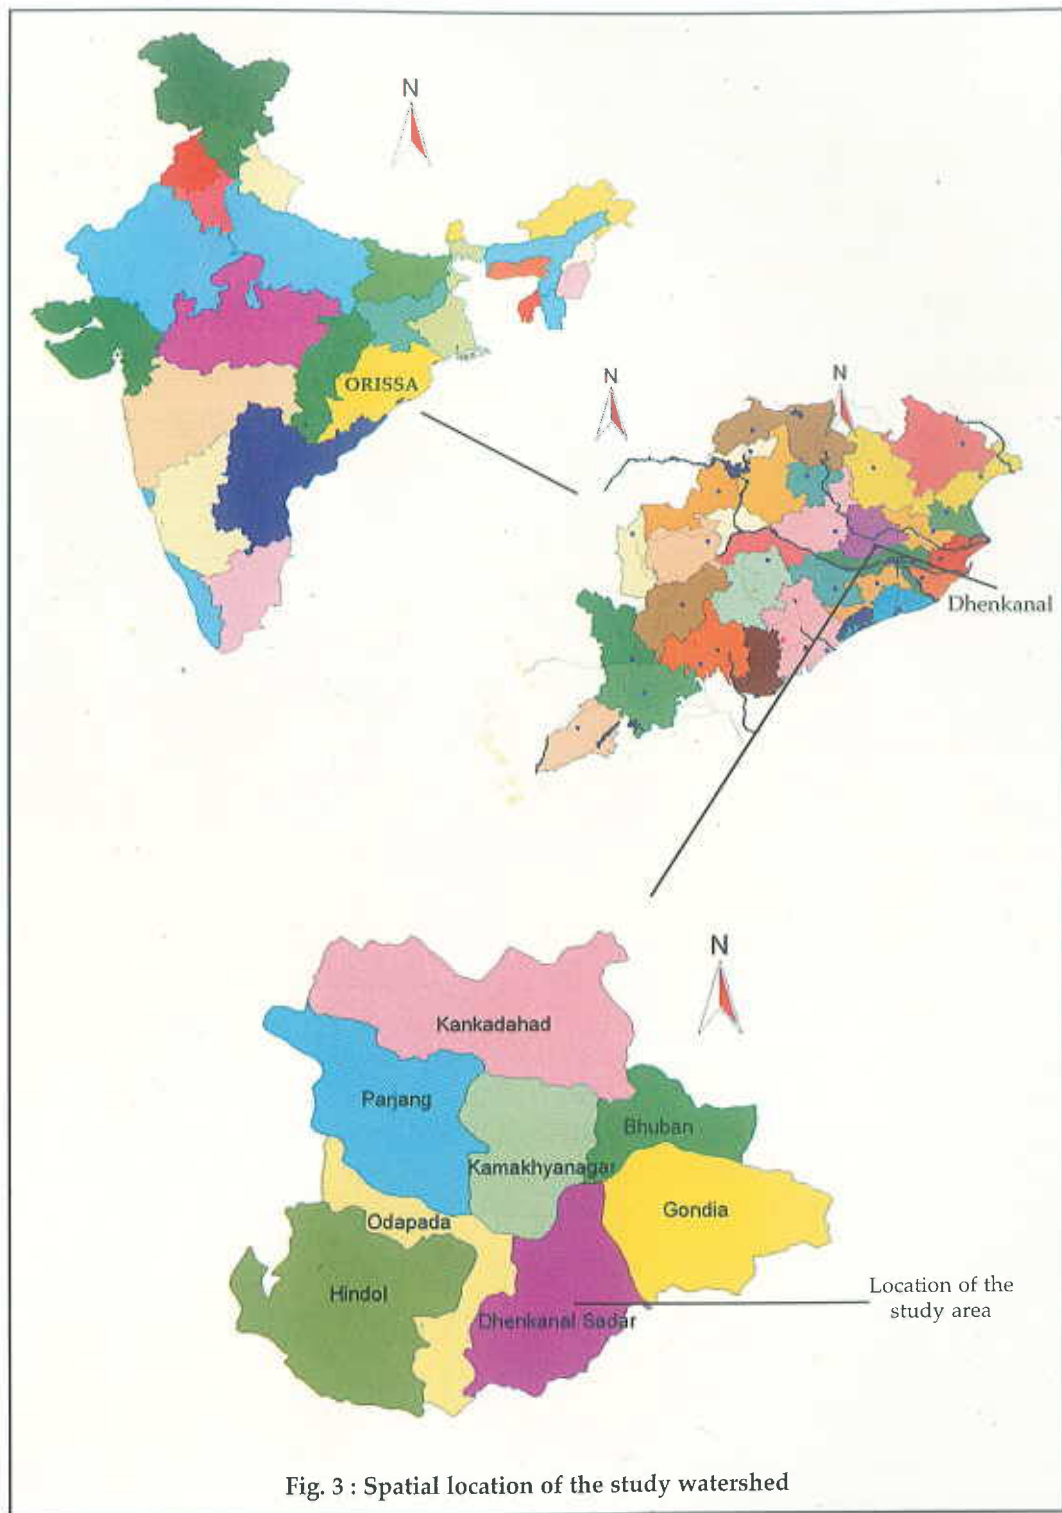 N
ORISSA
N
N
Dhenkanal
N
Kankadahad
Parjang
Bhuban
Kamakhyanagar
Odapada
Gondia
Hindol
Dhenkanal Sadar
Location of the
study area
Fig. 3 : Spatial location of the study watershed